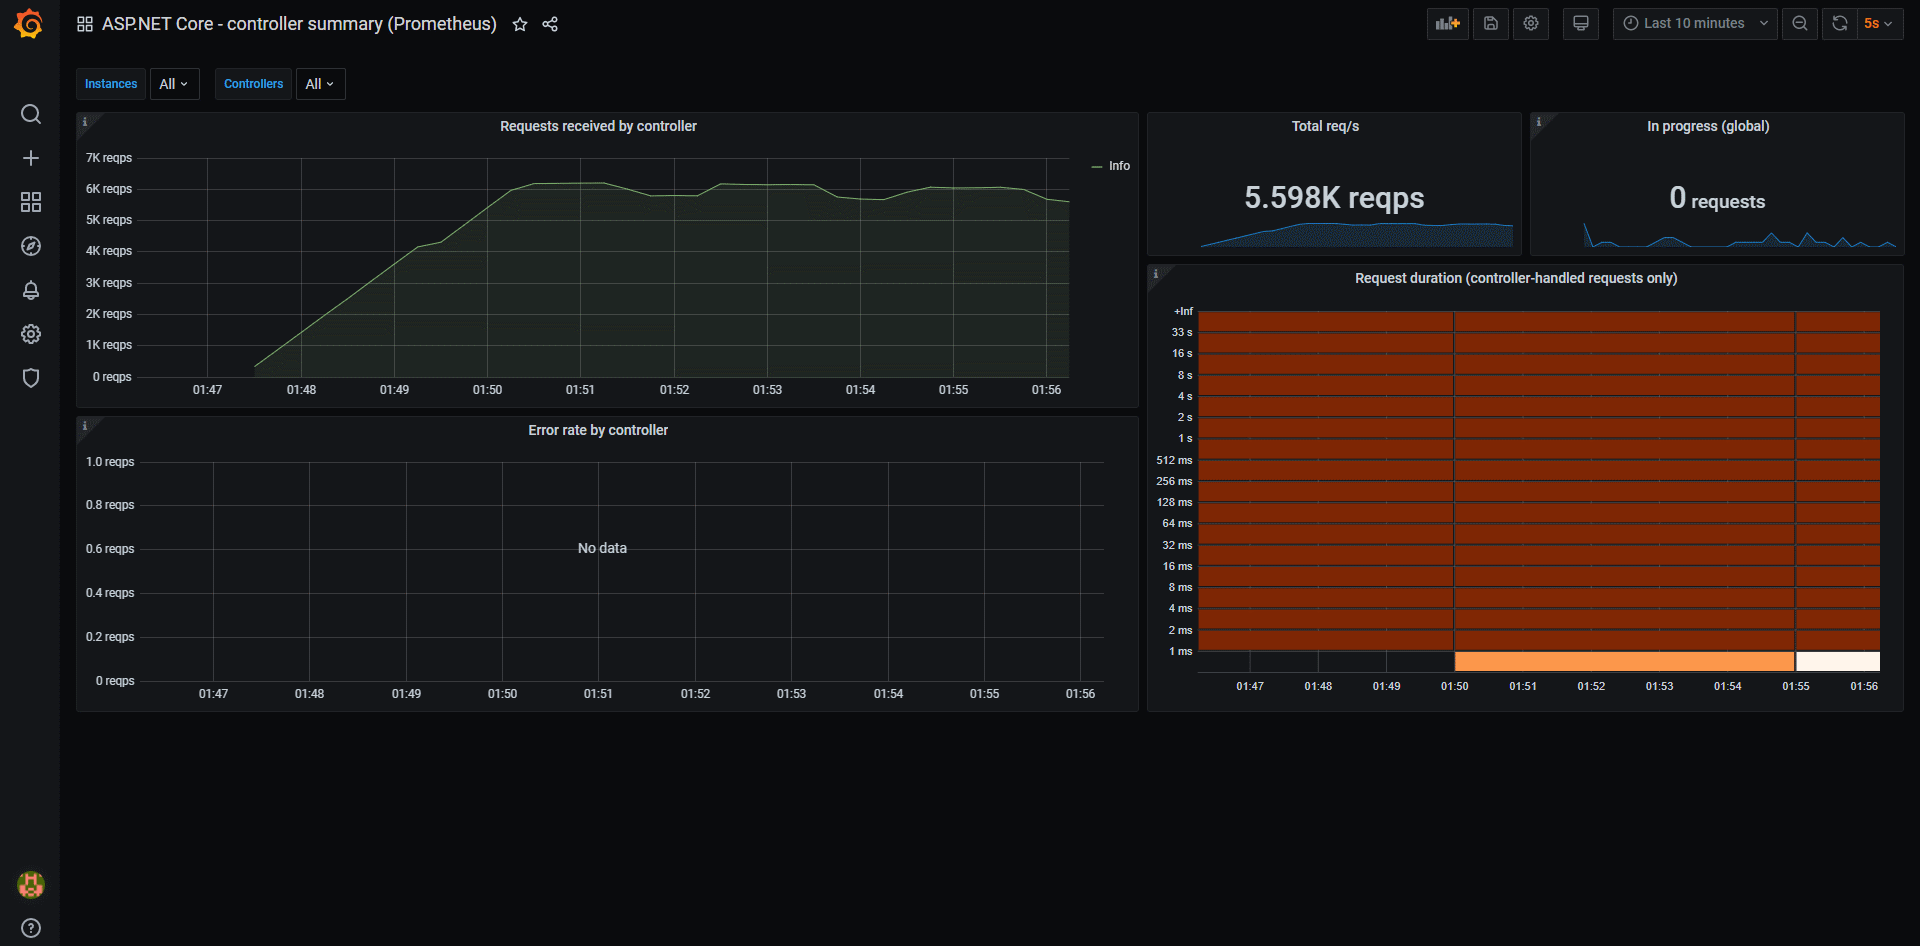 ASP.NET Core - controller summary (Prometheus)
Last 10 minutes
5s
Instances
All
Controllers
All
i
Requests received by controller
7K reqps
6K reqps
5K reqps
4K reqps
3K reqps
2K reqps
1K reqps
0 reqps
01:47 01:48 01:49 01:50 01:51 01:52 01:53 01:54 01:55 01:56
Info
Total req/s
5.598K reqps
i
In progress (global)
0 requests
i
Error rate by controller
1.0 reqps
0.8 reqps
0.6 reqps
0.4 reqps
0.2 reqps
0 reqps
No data
01:47 01:48 01:49 01:50 01:51 01:52 01:53 01:54 01:55 01:56
i
Request duration (controller-handled requests only)
+Inf
33 s
16 s
8 s
4 s
2 s
1 s
512 ms
256 ms
128 ms
64 ms
32 ms
16 ms
8 ms
4 ms
2 ms
1 ms
01:47 01:48 01:49 01:50 01:51 01:52 01:53 01:54 01:55 01:56